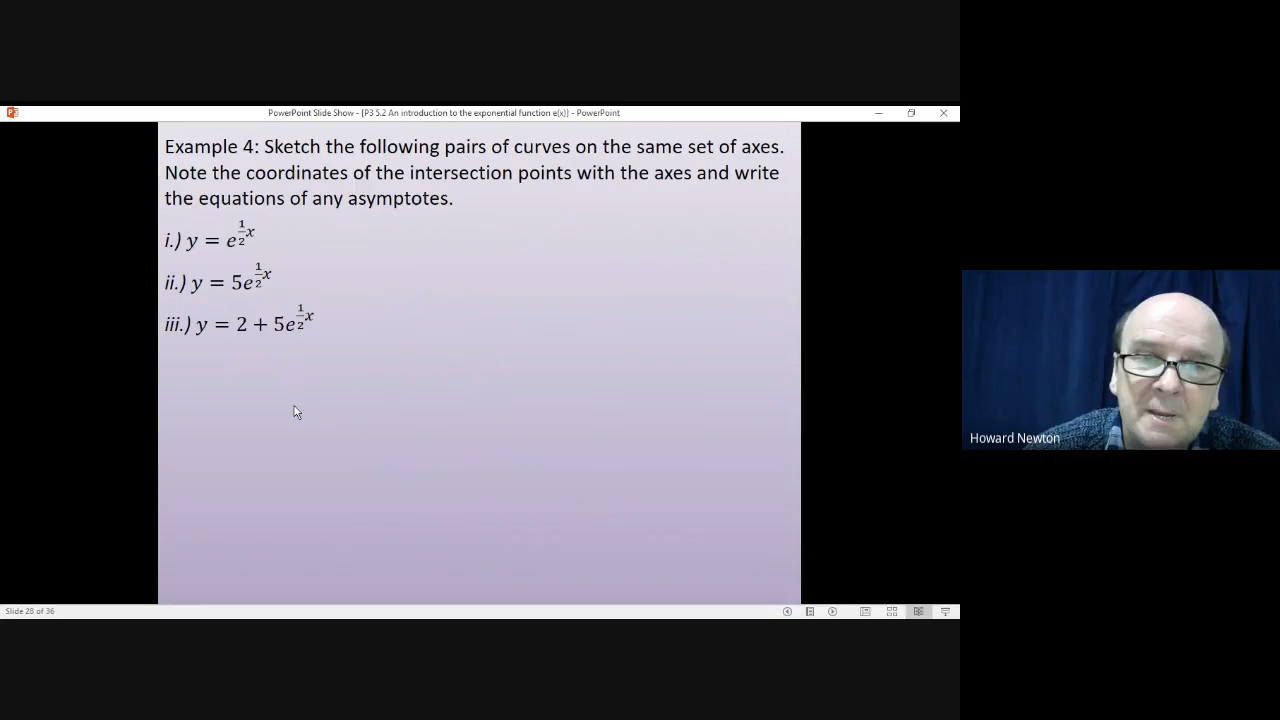 PowerPoint Slide Show - [P3 5.2 An introduction to the exponential function e(x)] - PowerPoint
Example 4: Sketch the following pairs of curves on the same set of axes.
Note the coordinates of the intersection points with the axes and write
the equations of any asymptotes.
i.) y = e^{\frac{1}{2}x}
ii.) y = 5e^{\frac{1}{2}x}
iii.) y = 2 + 5e^{\frac{1}{2}x}
Howard Newton
Slide 28 of 36